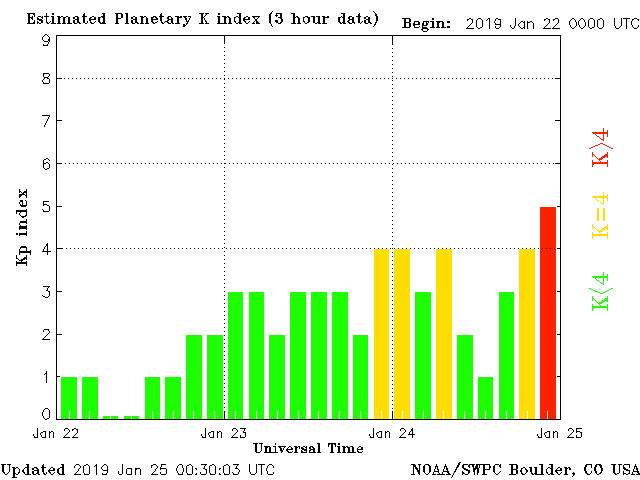 Estimated Planetary K index (3 hour data)
Begin: 2019 Jan 22 0000 UTC
9
8
7
6
5
4
3
2
1
0
Kp index
K>4
K=4
K<4
Jan 22
Jan 23
Jan 24
Jan 25
Universal Time
Updated 2019 Jan 25 00:30:03 UTC
NOAA/SWPC Boulder, CO USA